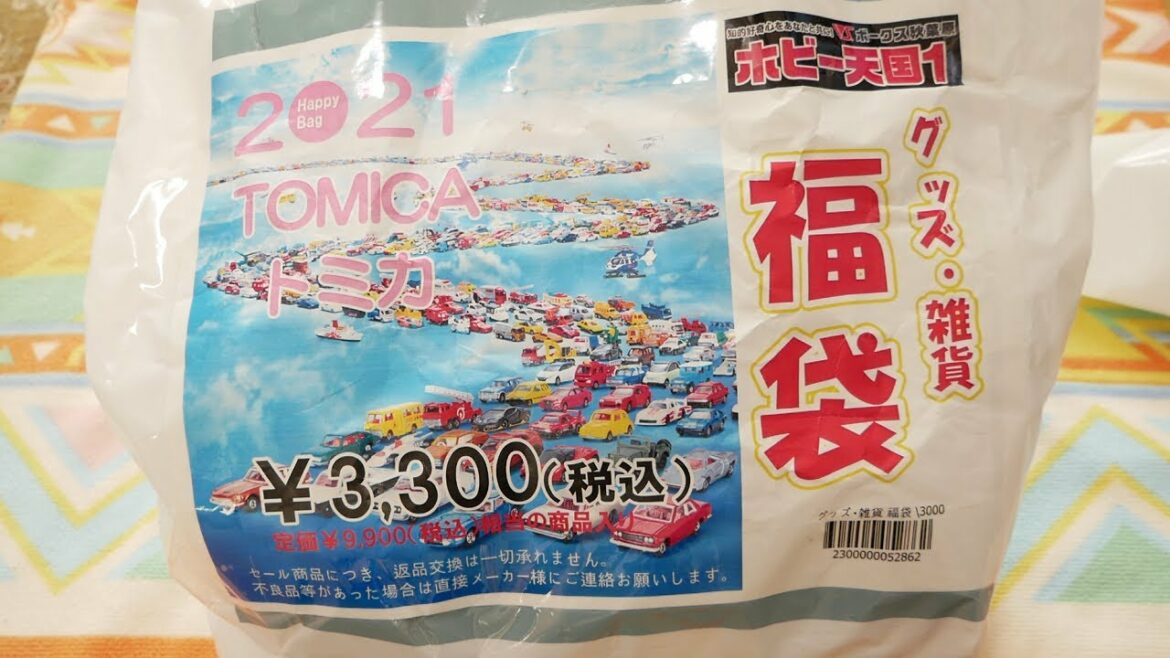 知的好奇心をあなたと共に! VS ボークス秋葉原
ホビー天国1
2021
Happy
Bag
TOMICA
トミカ
グッズ・雑貨
福袋
¥3,300(税込)
定価¥9,900(税込)相当の商品入り
セール商品につき、返品交換は一切承れません。
不良品等があった場合は直接メーカー様にご連絡お願いします。
グッズ・雑貨 福袋 \3000
2300000052862